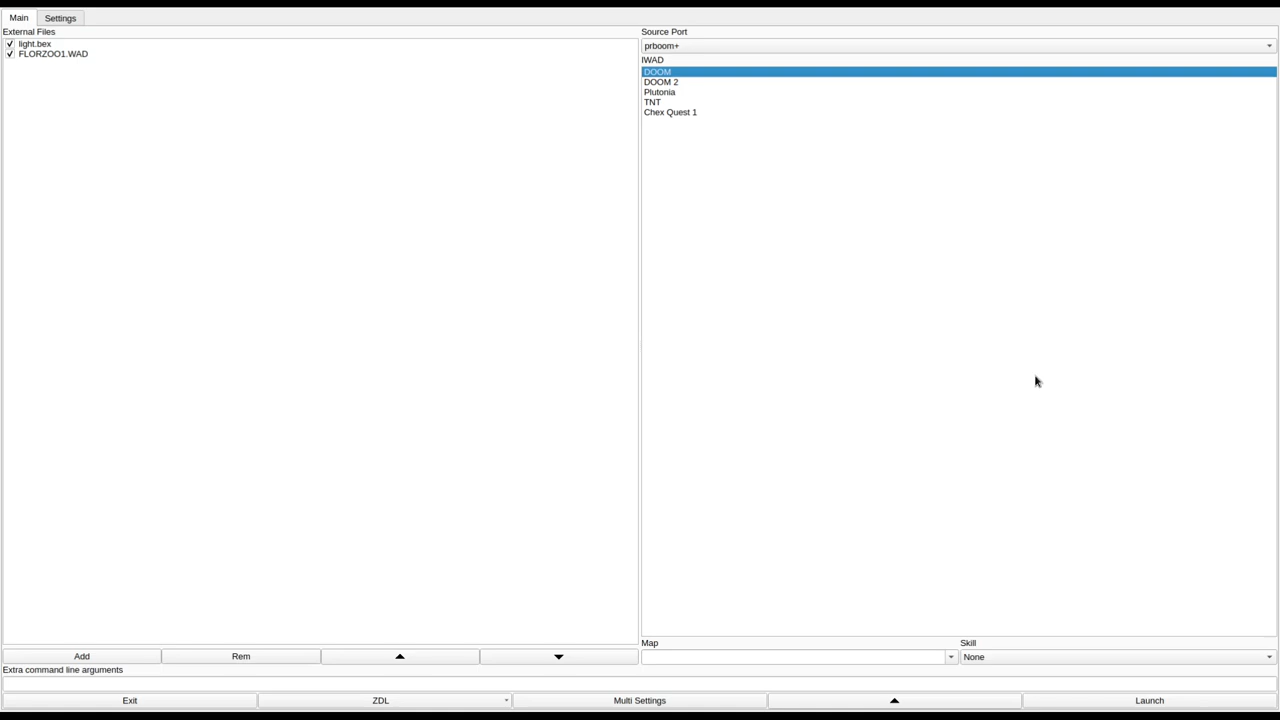 Main Settings
External Files
light.bex
FLORZOO1.WAD
Source Port
prboom+
IWAD
DOOM
DOOM 2
Plutonia
TNT
Chex Quest 1
Map Skill
None
Add Rem
Extra command line arguments
Exit ZDL Multi Settings Launch